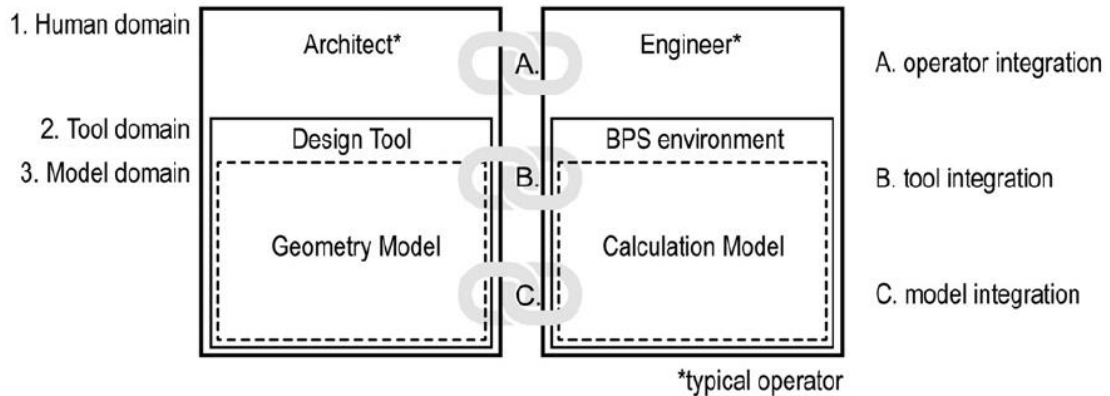 1. Human domain
Architect*
Engineer*
A.
A. operator integration
2. Tool domain
Design Tool
BPS environment
3. Model domain
B.
B. tool integration
Geometry Model
Calculation Model
C.
C. model integration
*typical operator